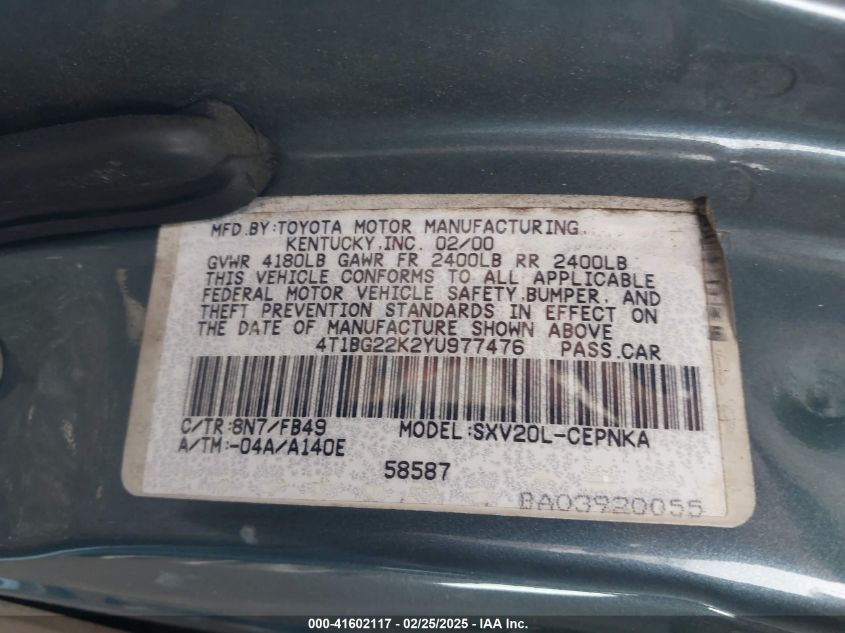 MFD.BY:TOYOTA MOTOR MANUFACTURING
KENTUCKY,INC. 02/00
GVWR 4180LB GAWR FR 2400LB RR 2400LB
THIS VEHICLE CONFORMS TO ALL APPLICABLE
FEDERAL MOTOR VEHICLE SAFETY,BUMPER, AND
THEFT PREVENTION STANDARDS IN EFFECT ON
THE DATE OF MANUFACTURE SHOWN ABOVE
4T1BG22K2YU977476 PASS.CAR
C/TR:8N7/FB49 MODEL:SXV20L-CEPNKA
A/TM:-04A/A140E
58587
BA03920055
000-41602117 - 02/25/2025 - IAA Inc.